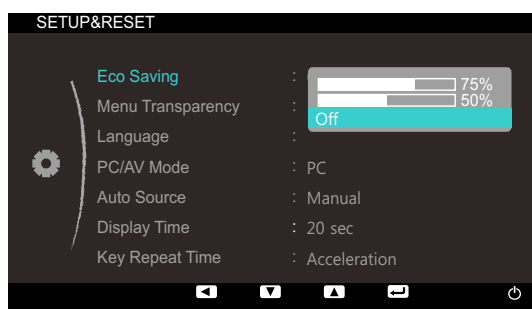 SETUP&RESET
Eco Saving : 75%
50%
Menu Transparency : Off
Language :
PC/AV Mode : PC
Auto Source : Manual
Display Time : 20 sec
Key Repeat Time : Acceleration